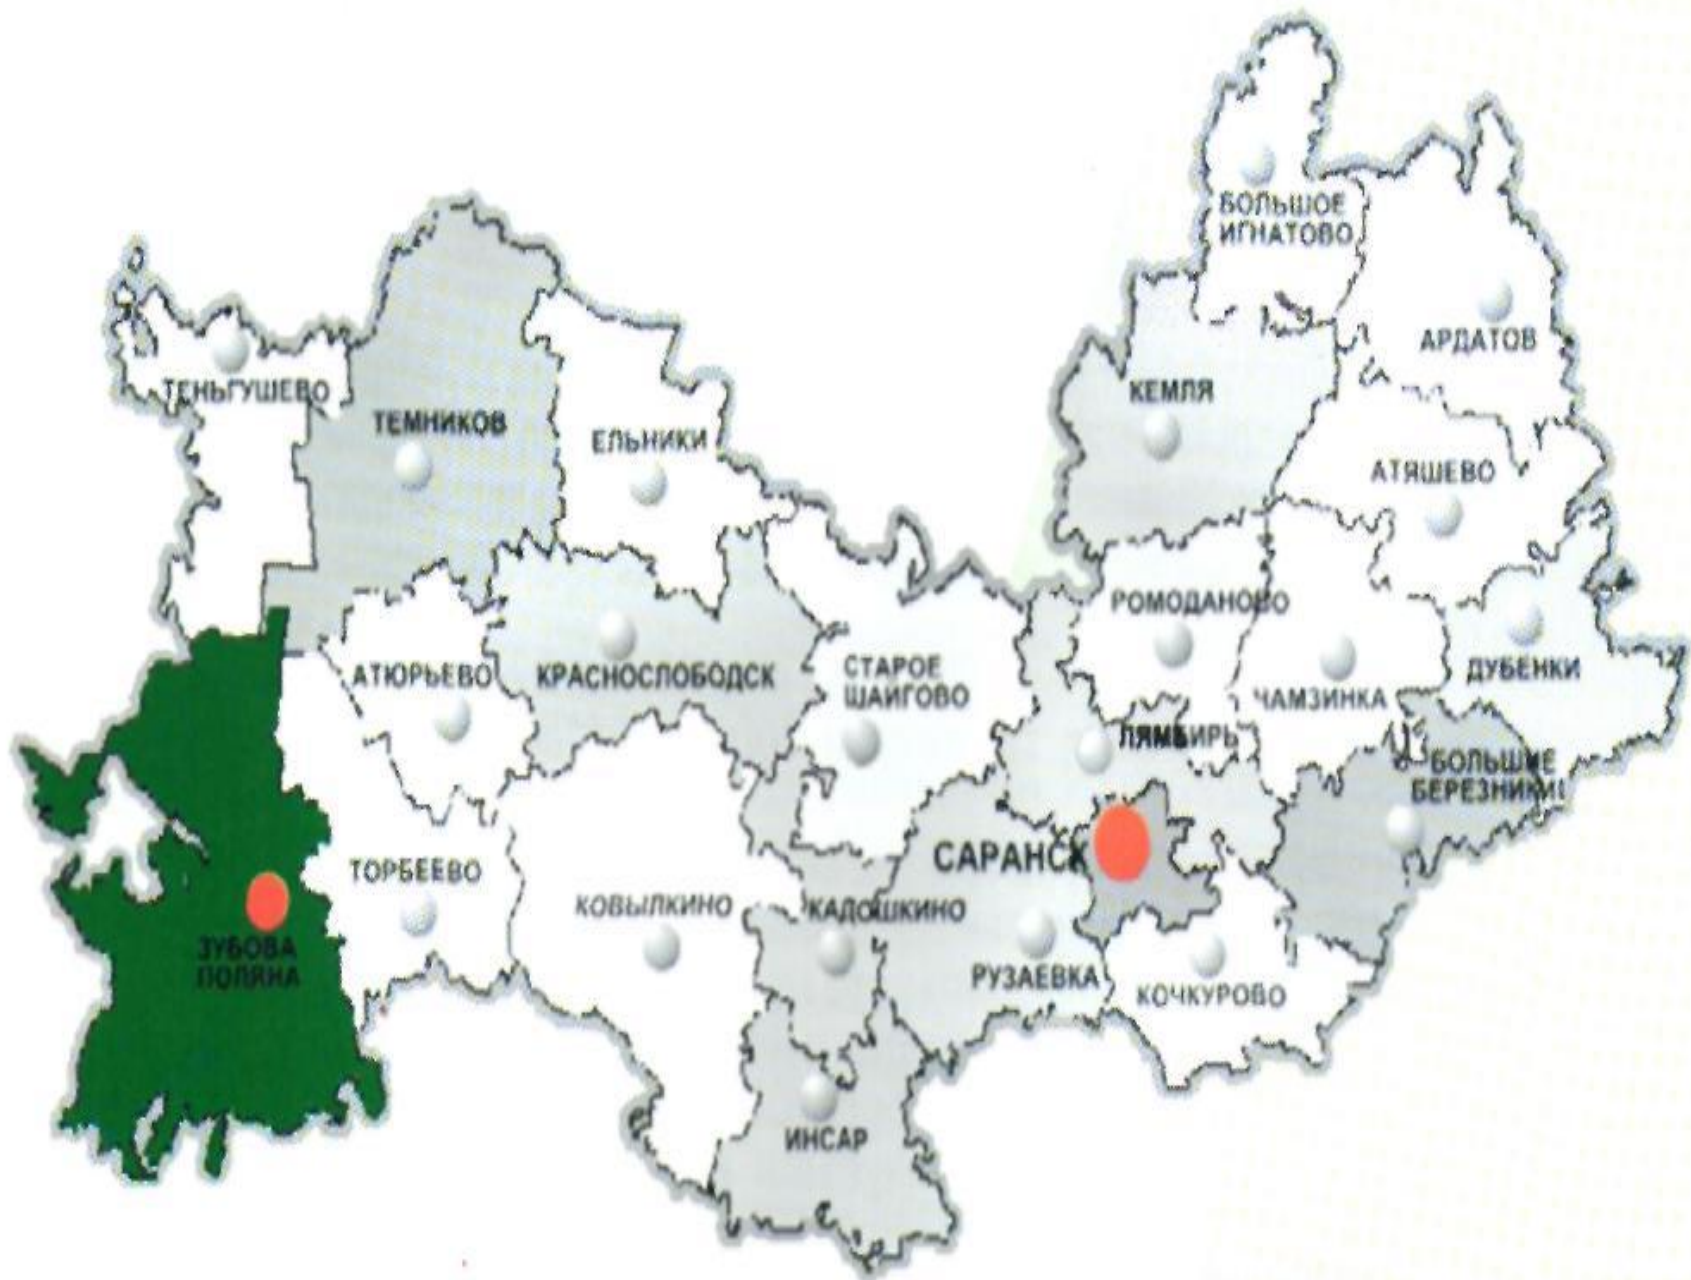 БОЛЬШОЕ
ИГНАТОВО
АРДАТОВ
ТЕНЬГУШЕВО
КЕМЛЯ
ТЕМНИКОВ
ЕЛЬНИКИ
АТЯШЕВО
РОМОДАНОВО
АТЮРЬЕВО
КРАСНОСЛОБОДСК
СТАРОЕ
ШАЙГОВО
ДУБЕНКИ
ЧАМЗИНКА
ЛЯМБИРЬ
БОЛЬШИЕ
БЕРЕЗНИКИ
САРАНСК
ТОРБЕЕВО
КОВЫЛКИНО
КАДОШКИНО
ЗУБОВА
ПОЛЯНА
РУЗАЕВКА
КОЧКУРОВО
ИНСАР